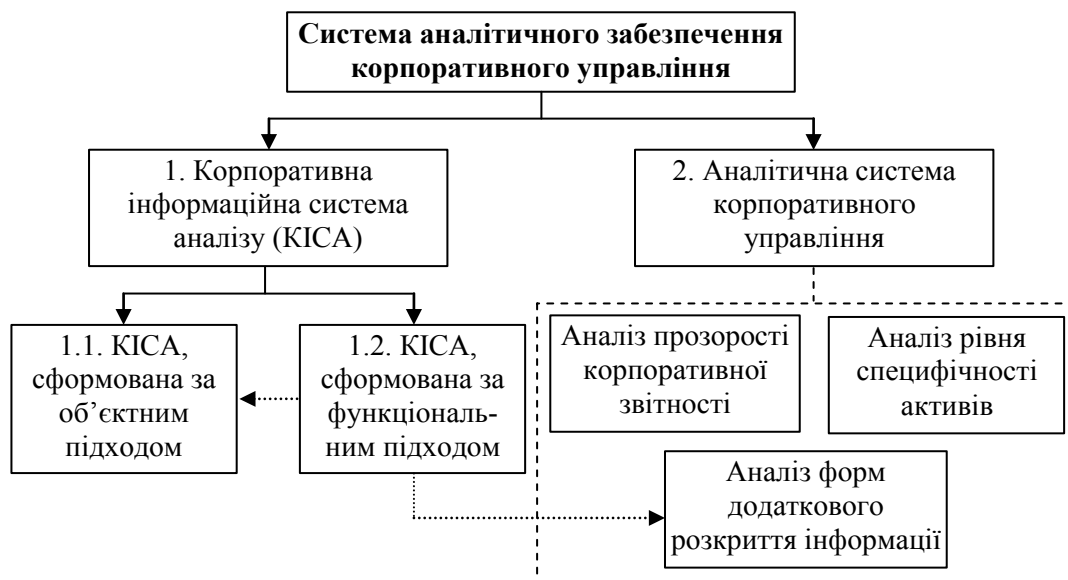 Система аналітичного забезпечення
корпоративного управління
1. Корпоративна
інформаційна система
аналізу (КІСА)
2. Аналітична система
корпоративного
управління
1.1. КІСА,
сформована за
об’єктним
підходом
1.2. КІСА,
сформована за
функціональ-
ним підходом
Аналіз прозорості
корпоративної
звітності
Аналіз рівня
специфічності
активів
Аналіз форм
додаткового
розкриття інформації